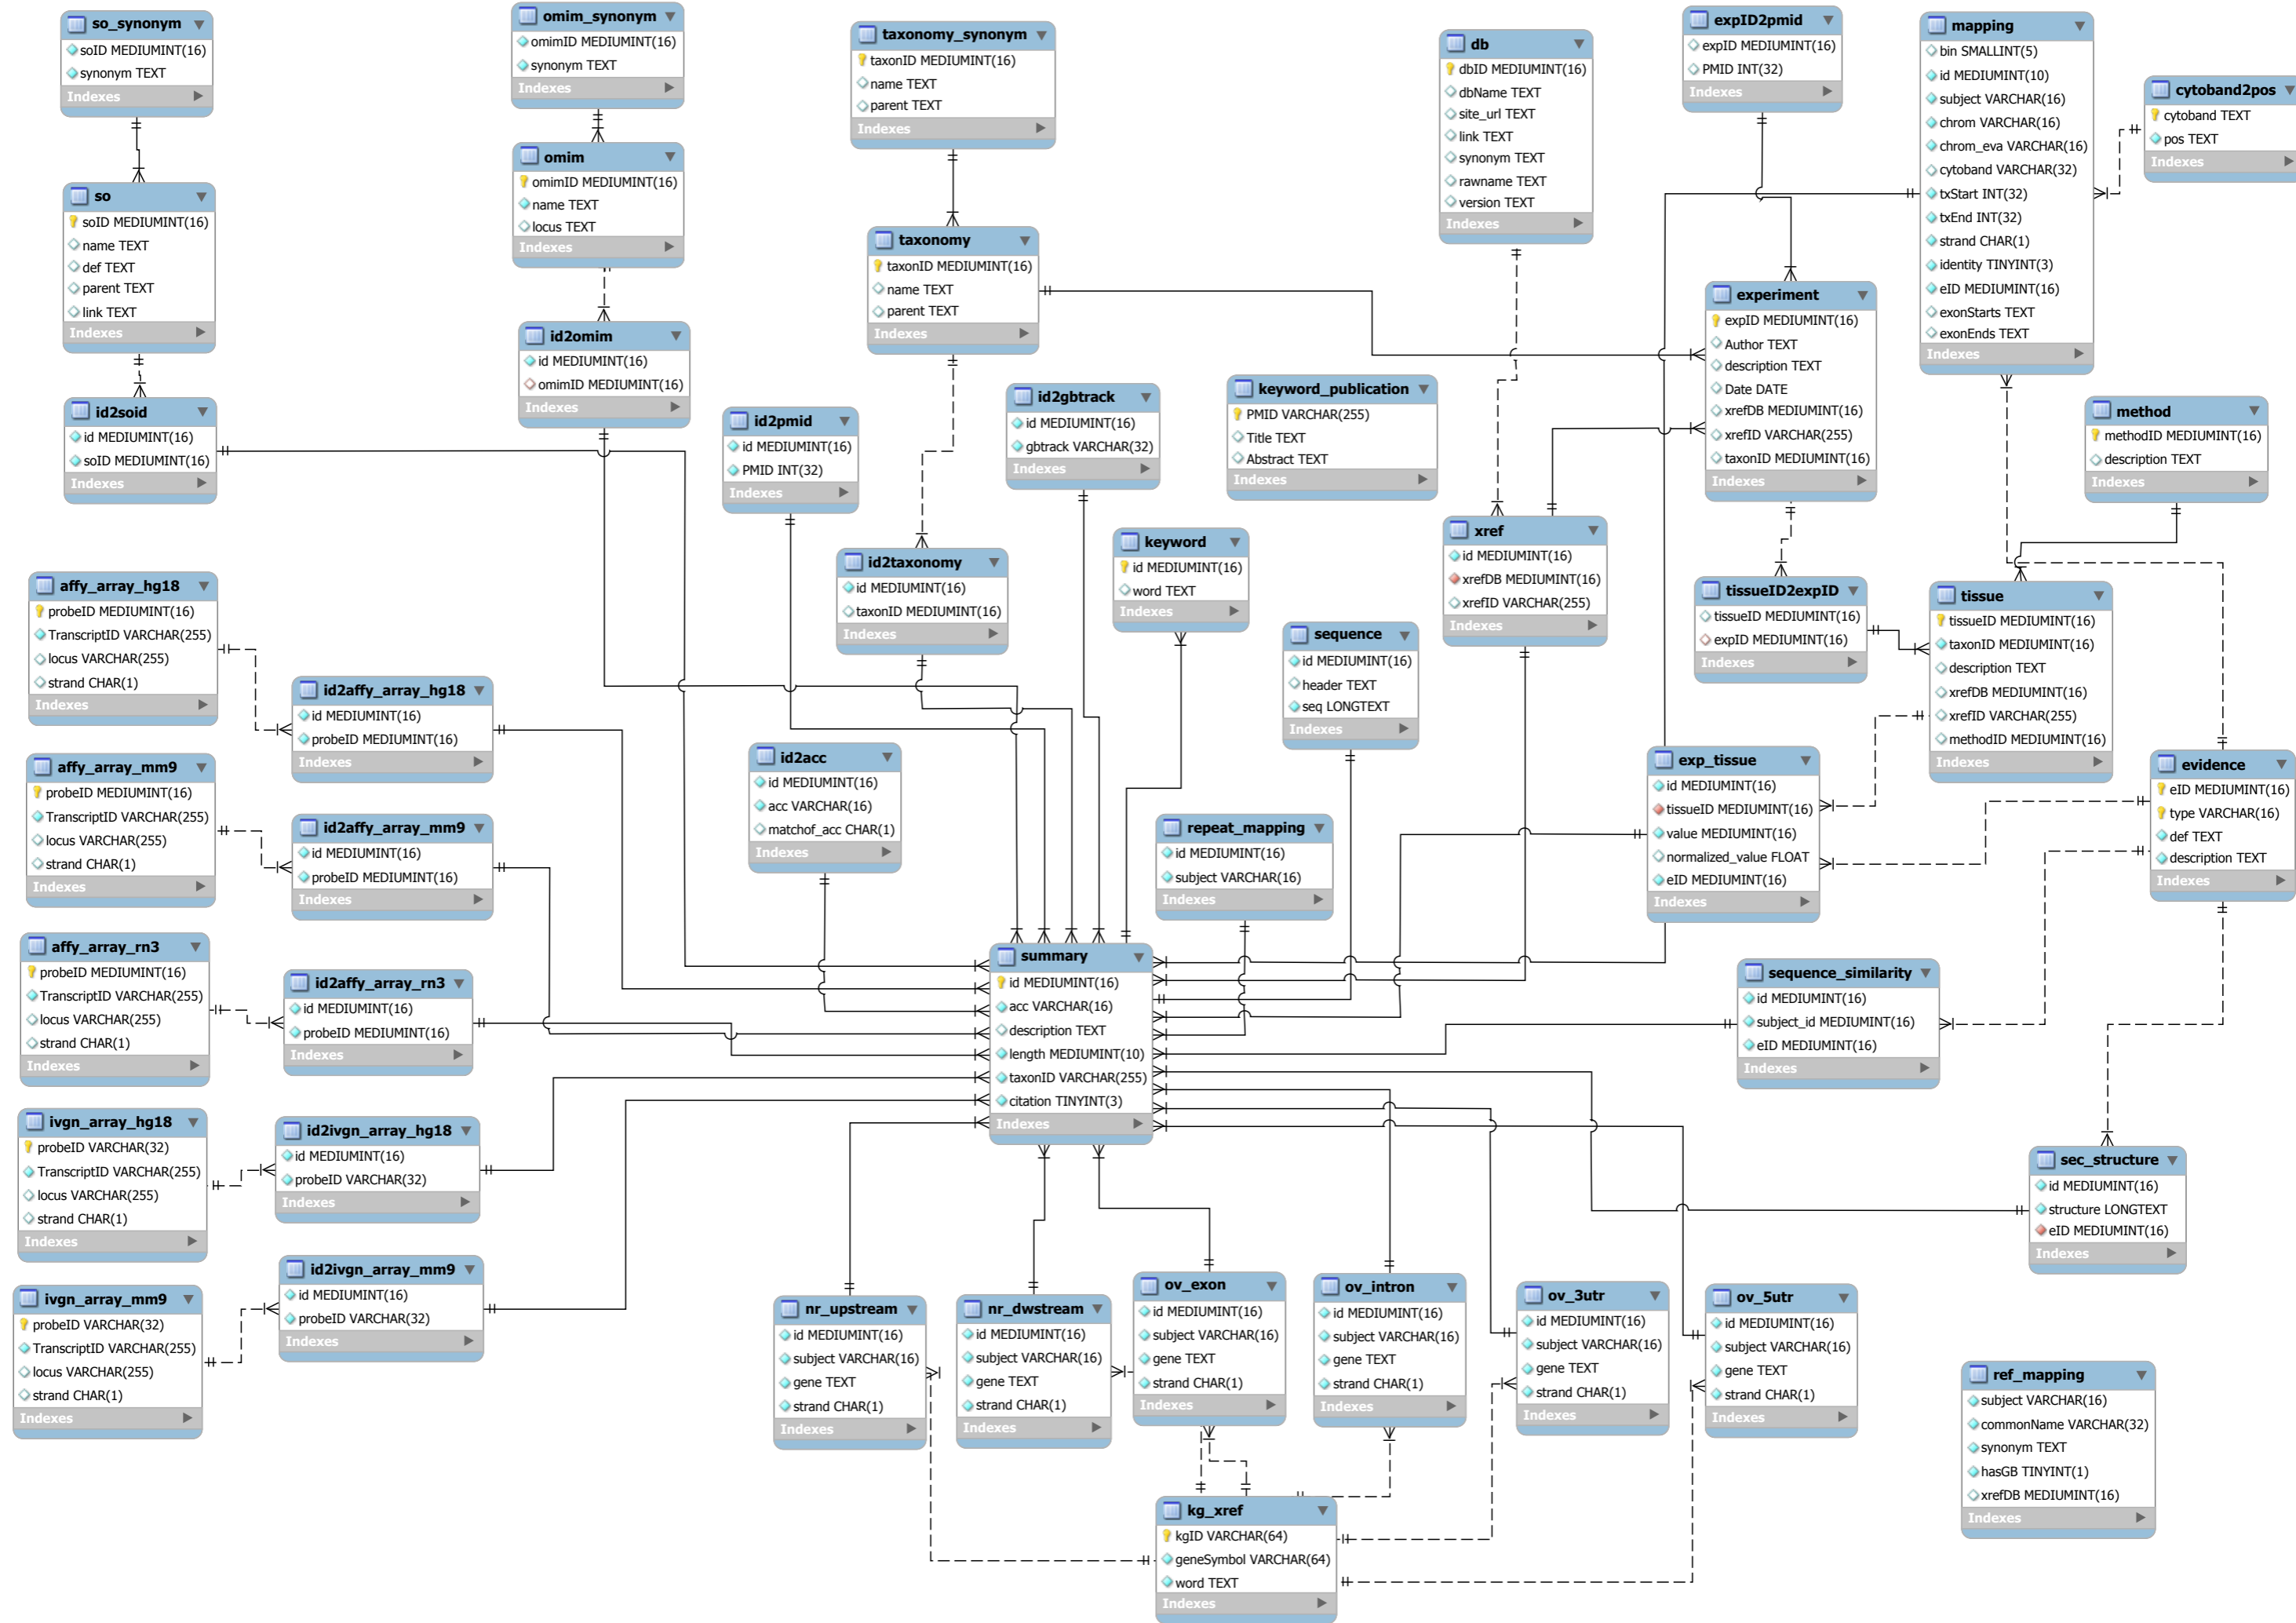 so_synonym
soID MEDIUMINT(16)
synonym TEXT
Indexes
omim_synonym
omimID MEDIUMINT(16)
synonym TEXT
Indexes
taxonomy_synonym
taxonID MEDIUMINT(16)
name TEXT
parent TEXT
Indexes
db
dbID MEDIUMINT(16)
dbName TEXT
site_url TEXT
link TEXT
synonym TEXT
rawname TEXT
version TEXT
Indexes
expID2pmid
expID MEDIUMINT(16)
PMID INT(32)
Indexes
mapping
bin SMALLINT(5)
id MEDIUMINT(10)
subject VARCHAR(16)
chrom VARCHAR(16)
chrom_eva VARCHAR(16)
cytoband VARCHAR(32)
txStart INT(32)
txEnd INT(32)
strand CHAR(1)
identity TINYINT(3)
eID MEDIUMINT(16)
exonStarts TEXT
exonEnds TEXT
Indexes
cytoband2pos
cytoband TEXT
pos TEXT
Indexes
so
soID MEDIUMINT(16)
name TEXT
def TEXT
parent TEXT
link TEXT
Indexes
omim
omimID MEDIUMINT(16)
name TEXT
locus TEXT
Indexes
taxonomy
taxonID MEDIUMINT(16)
name TEXT
parent TEXT
Indexes
experiment
expID MEDIUMINT(16)
Author TEXT
description TEXT
Date DATE
xrefDB MEDIUMINT(16)
xrefID VARCHAR(255)
taxonID MEDIUMINT(16)
Indexes
id2soid
id MEDIUMINT(16)
soID MEDIUMINT(16)
Indexes
id2omim
id MEDIUMINT(16)
omimID MEDIUMINT(16)
Indexes
id2pmid
id MEDIUMINT(16)
PMID INT(32)
Indexes
id2gbtrack
id MEDIUMINT(16)
gbtrack VARCHAR(32)
Indexes
keyword_publication
PMID VARCHAR(255)
Title TEXT
Abstract TEXT
Indexes
method
methodID MEDIUMINT(16)
description TEXT
Indexes
id2taxonomy
id MEDIUMINT(16)
taxonID MEDIUMINT(16)
Indexes
keyword
id MEDIUMINT(16)
word TEXT
Indexes
xref
id MEDIUMINT(16)
xrefDB MEDIUMINT(16)
xrefID VARCHAR(255)
Indexes
tissueID2expID
tissueID MEDIUMINT(16)
expID MEDIUMINT(16)
Indexes
tissue
tissueID MEDIUMINT(16)
taxonID MEDIUMINT(16)
description TEXT
xrefDB MEDIUMINT(16)
xrefID VARCHAR(255)
methodID MEDIUMINT(16)
Indexes
affy_array_hg18
probeID MEDIUMINT(16)
TranscriptID VARCHAR(255)
locus VARCHAR(255)
strand CHAR(1)
Indexes
id2affy_array_hg18
id MEDIUMINT(16)
probeID MEDIUMINT(16)
Indexes
sequence
id MEDIUMINT(16)
header TEXT
seq LONGTEXT
Indexes
affy_array_mm9
probeID MEDIUMINT(16)
TranscriptID VARCHAR(255)
locus VARCHAR(255)
strand CHAR(1)
Indexes
id2affy_array_mm9
id MEDIUMINT(16)
probeID MEDIUMINT(16)
Indexes
id2acc
id MEDIUMINT(16)
acc VARCHAR(16)
matchof_acc CHAR(1)
Indexes
repeat_mapping
id MEDIUMINT(16)
subject VARCHAR(16)
Indexes
exp_tissue
id MEDIUMINT(16)
tissueID MEDIUMINT(16)
value MEDIUMINT(16)
normalized_value FLOAT
eID MEDIUMINT(16)
Indexes
evidence
eID MEDIUMINT(16)
type VARCHAR(16)
def TEXT
description TEXT
Indexes
affy_array_rn3
probeID MEDIUMINT(16)
TranscriptID VARCHAR(255)
locus VARCHAR(255)
strand CHAR(1)
Indexes
id2affy_array_rn3
id MEDIUMINT(16)
probeID MEDIUMINT(16)
Indexes
summary
id MEDIUMINT(16)
acc VARCHAR(16)
description TEXT
length MEDIUMINT(10)
taxonID VARCHAR(255)
citation TINYINT(3)
Indexes
sequence_similarity
id MEDIUMINT(16)
subject_id MEDIUMINT(16)
eID MEDIUMINT(16)
Indexes
ivgn_array_hg18
probeID VARCHAR(32)
TranscriptID VARCHAR(255)
locus VARCHAR(255)
strand CHAR(1)
Indexes
id2ivgn_array_hg18
id MEDIUMINT(16)
probeID VARCHAR(32)
Indexes
sec_structure
id MEDIUMINT(16)
structure LONGTEXT
eID MEDIUMINT(16)
Indexes
ivgn_array_mm9
probeID VARCHAR(32)
TranscriptID VARCHAR(255)
locus VARCHAR(255)
strand CHAR(1)
Indexes
id2ivgn_array_mm9
id MEDIUMINT(16)
probeID VARCHAR(32)
Indexes
nr_upstream
id MEDIUMINT(16)
subject VARCHAR(16)
gene TEXT
strand CHAR(1)
Indexes
nr_dwstream
id MEDIUMINT(16)
subject VARCHAR(16)
gene TEXT
strand CHAR(1)
Indexes
ov_exon
id MEDIUMINT(16)
subject VARCHAR(16)
gene TEXT
strand CHAR(1)
Indexes
ov_intron
id MEDIUMINT(16)
subject VARCHAR(16)
gene TEXT
strand CHAR(1)
Indexes
ov_3utr
id MEDIUMINT(16)
subject VARCHAR(16)
gene TEXT
strand CHAR(1)
Indexes
ov_5utr
id MEDIUMINT(16)
subject VARCHAR(16)
gene TEXT
strand CHAR(1)
Indexes
ref_mapping
subject VARCHAR(16)
commonName VARCHAR(32)
synonym TEXT
hasGB TINYINT(1)
xrefDB MEDIUMINT(16)
Indexes
kg_xref
kgID VARCHAR(64)
geneSymbol VARCHAR(64)
word TEXT
Indexes